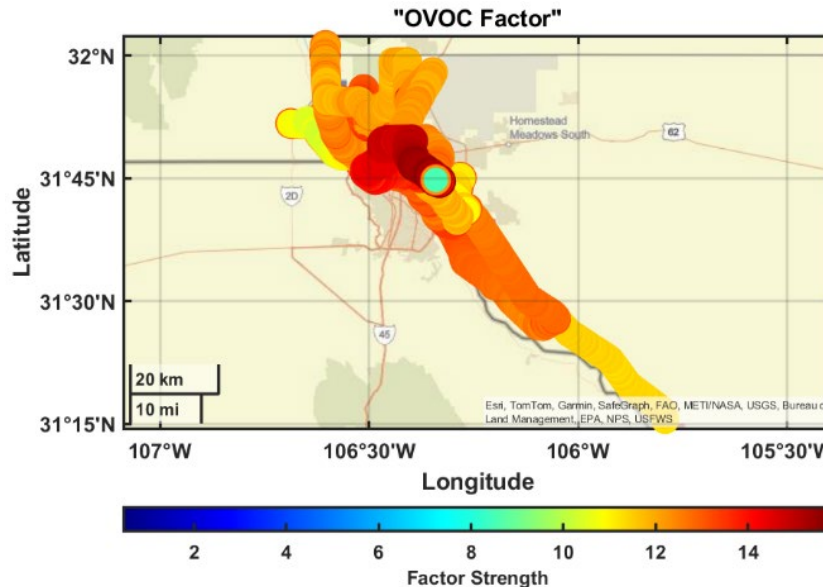 "OVOC Factor"
32°N
Homestead
Meadows South
62
31°45'N
2D
Latitude
31°30'N
45
20 km
10 mi
31°15'N
Esri, TomTom, Garmin, SafeGraph, FAO, METI/NASA, USGS, Bureau o
Land Management, EPA, NPS, USFWS
107°W
106°30'W
106°W
105°30'W
Longitude
2
4
6
8
10
12
14
Factor Strength